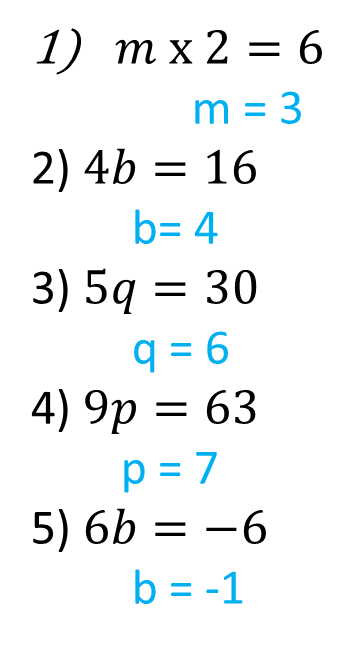 1) m x 2 = 6
m = 3
2) 4b = 16
b= 4
3) 5q = 30
q = 6
4) 9p = 63
p = 7
5) 6b = −6
b = -1